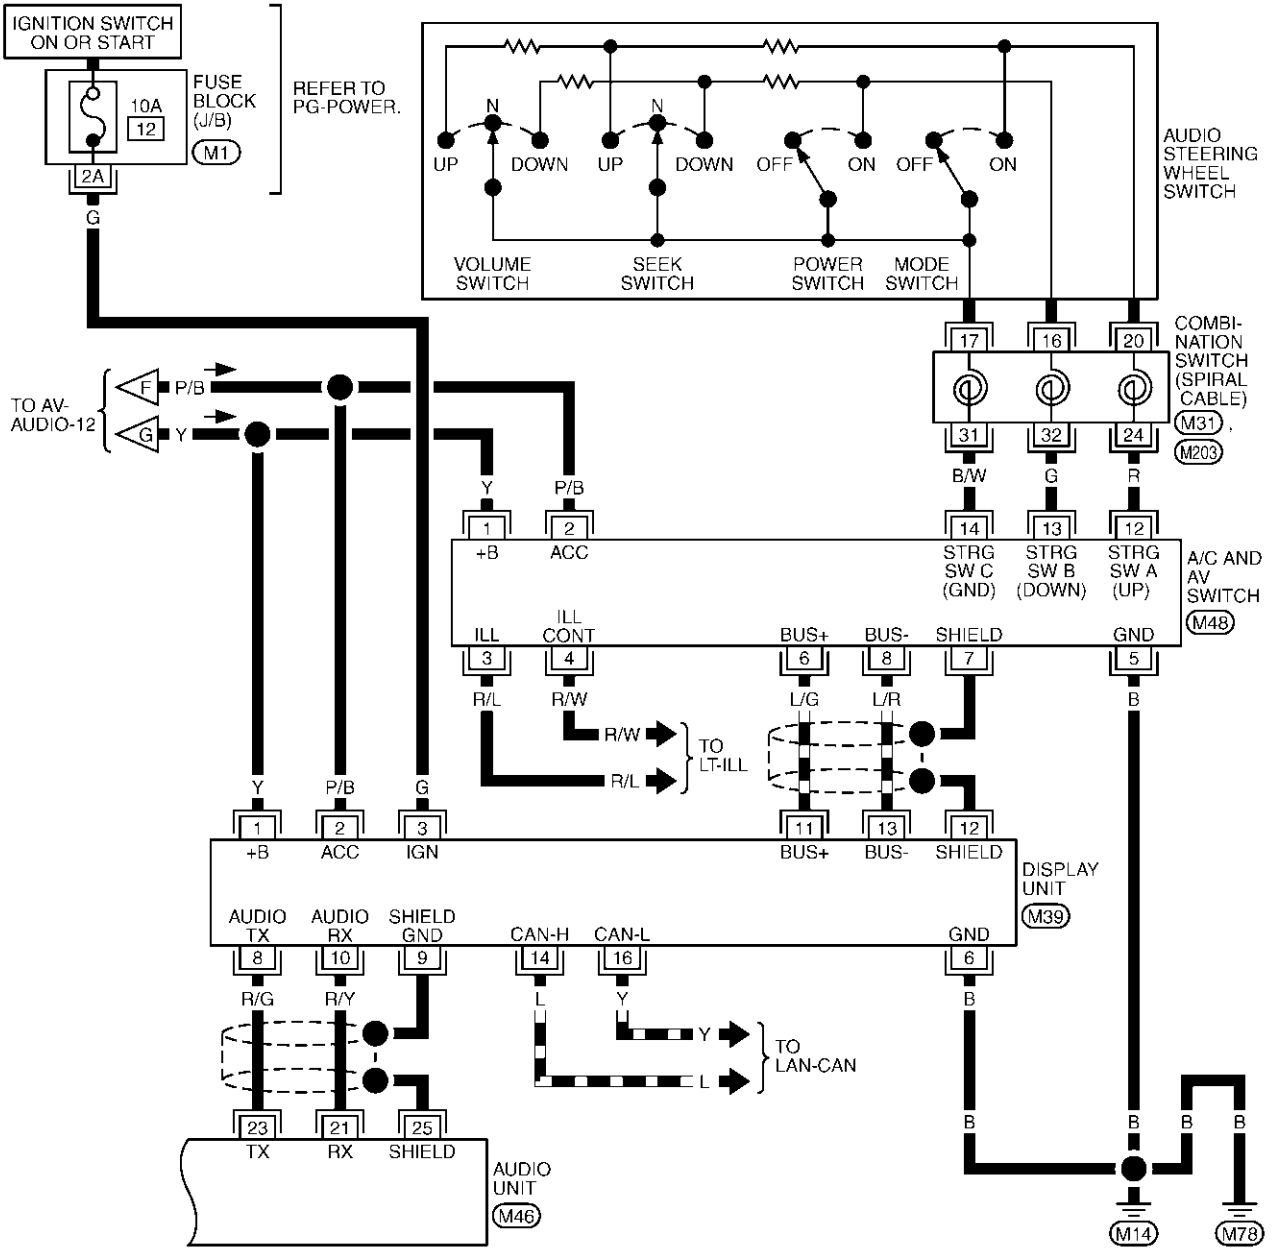 IGNITION SWITCH
ON OR START
10A
12
FUSE
BLOCK
(J/B)
M1
REFER TO
PG-POWER.
2A
G
N
N
UP
DOWN
UP
DOWN
OFF
ON
OFF
ON
VOLUME
SWITCH
SEEK
SWITCH
POWER
SWITCH
MODE
SWITCH
AUDIO
STEERING
WHEEL
SWITCH
17
16
20
COMBI-
NATION
SWITCH
(SPIRAL
CABLE)
M31 ,
M203
31
32
24
B/W
G
R
TO AV-
AUDIO-12
F
P/B
G
Y
Y
P/B
1
2
14
13
12
+B
ACC
STRG
SW C
(GND)
STRG
SW B
(DOWN)
STRG
SW A
(UP)
A/C AND
AV
SWITCH
M48
ILL
ILL
CONT
BUS+
BUS-
SHIELD
GND
3
4
6
8
7
5
R/L
R/W
L/G
L/R
B
R/W
R/L
TO
LT-ILL
Y
P/B
G
1
2
3
11
13
12
+B
ACC
IGN
BUS+
BUS-
SHIELD
DISPLAY
UNIT
M39
AUDIO
TX
AUDIO
RX
SHIELD
GND
CAN-H
CAN-L
GND
8
10
9
14
16
6
R/G
R/Y
L
Y
B
Y
L
TO
LAN-CAN
23
21
25
TX
RX
SHIELD
AUDIO
UNIT
M46
B
B
B
B
M14
M78